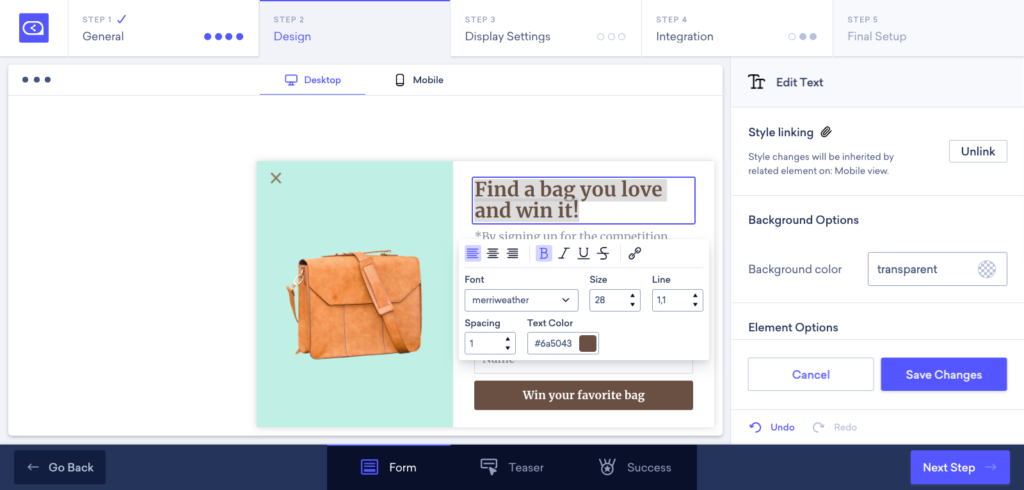 STEP 1
General
STEP 2
Design
STEP 3
Display Settings
STEP 4
Integration
STEP 5
Final Setup
Desktop
Mobile
Find a bag you love
and win it!
*By signing up for the competition,
Font
Size
Line
merriweather
28
1,1
Spacing
Text Color
1
#6a5043
Name
Win your favorite bag
Edit Text
Style linking
Style changes will be inherited by
related element on: Mobile view.
Unlink
Background Options
Background color
transparent
Element Options
Cancel
Save Changes
Undo
Redo
Go Back
Form
Teaser
Success
Next Step